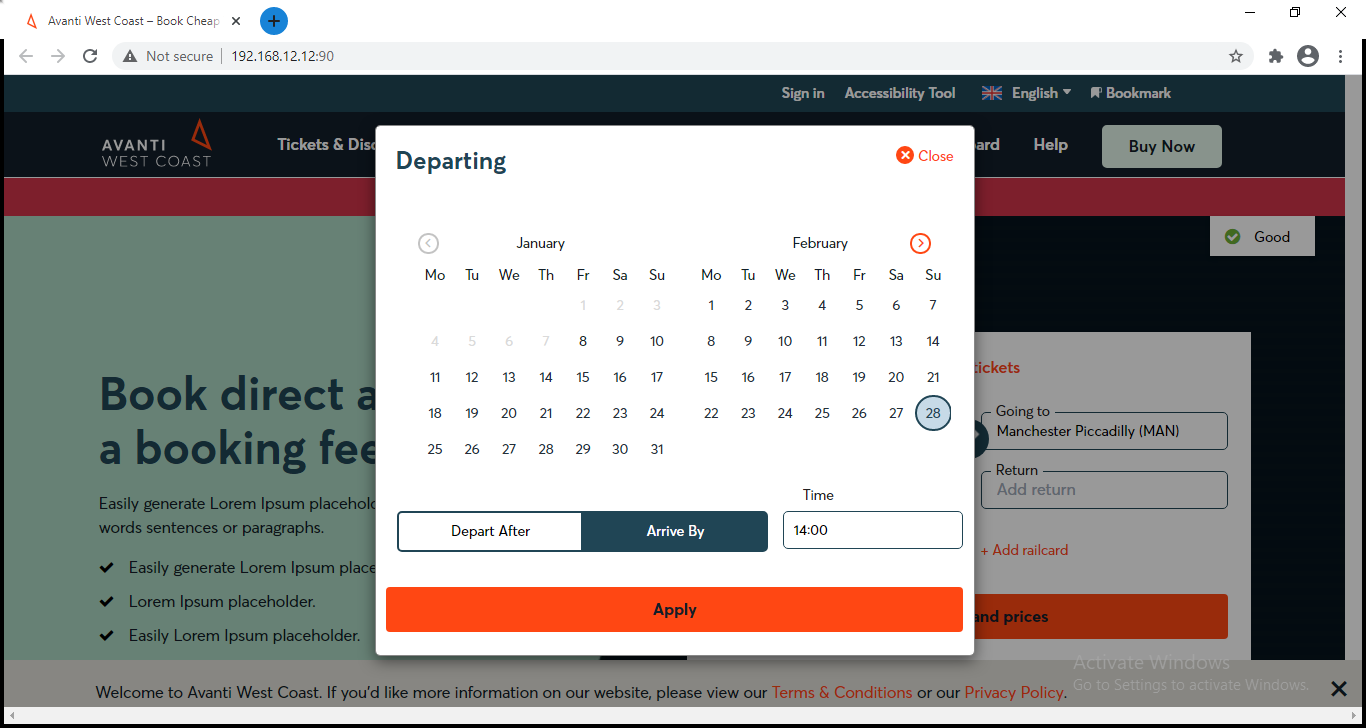 Avanti West Coast – Book Cheap
Not secure
192.168.12.12:90
Sign in Accessibility Tool English Bookmark
AVANTI
WEST COAST
Tickets & Disc
ard Help Buy Now
Departing
Close
Good
January February
Mo Tu We Th Fr Sa Su Mo Tu We Th Fr Sa Su
1 2 3 1 2 3 4 5 6 7
4 5 6 7 8 9 10 8 9 10 11 12 13 14
11 12 13 14 15 16 17 15 16 17 18 19 20 21
18 19 20 21 22 23 24 22 23 24 25 26 27 28
25 26 27 28 29 30 31
Time
Depart After Arrive By 14:00
Apply
Book direct a
a booking fee
Easily generate Lorem Ipsum placehol
words sentences or paragraphs.
Easily generate Lorem Ipsum place
Lorem Ipsum placeholder.
Easily Lorem Ipsum placeholder.
tickets
Going to
Manchester Piccadilly (MAN)
Return
Add return
+ Add railcard
and prices
Activate Windows
Go to Settings to activate Windows.
Welcome to Avanti West Coast. If you'd like more information on our website, please view our Terms & Conditions or our Privacy Policy.